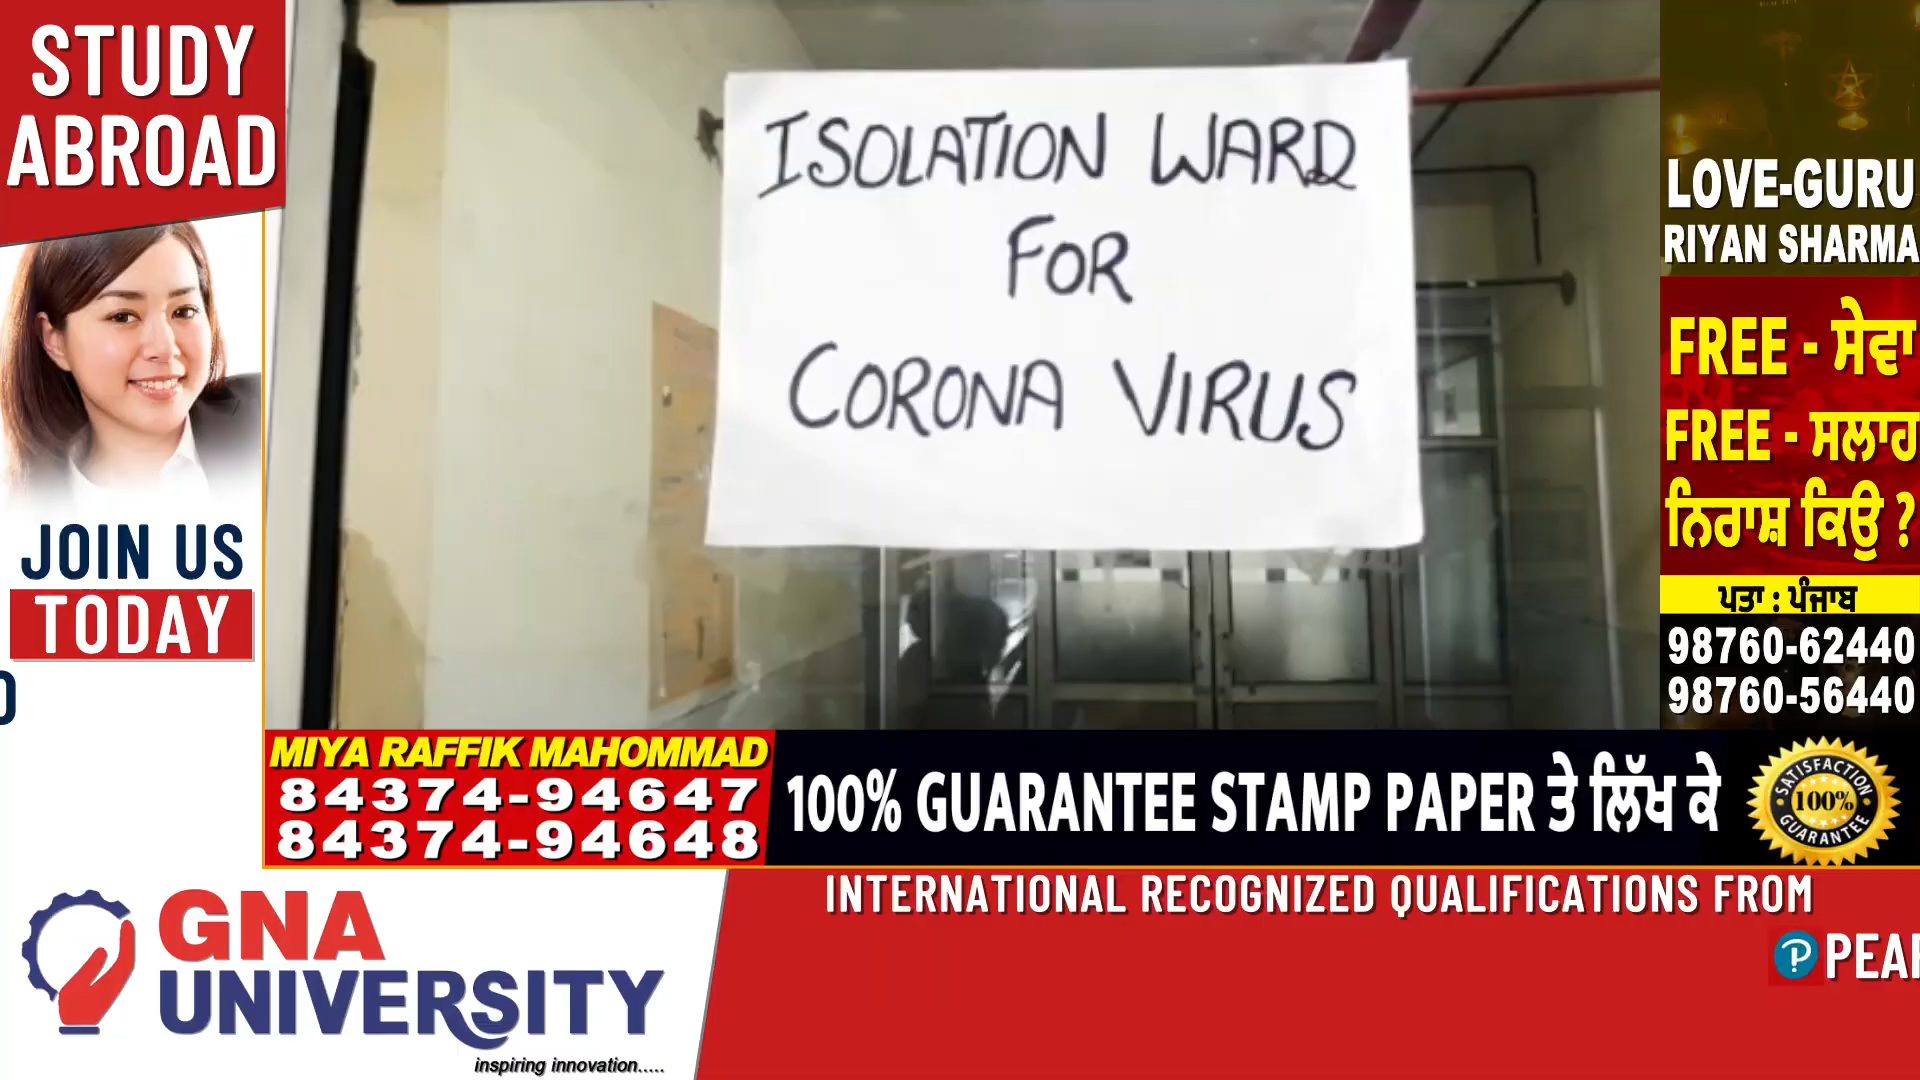 STUDY
ABROAD
JOIN US
TODAY
ISOLATION WARD
FOR
CORONA VIRUS
LOVE-GURU
RIYAN SHARMA
FREE - ਸੇਵਾ
FREE - ਸਲਾਹ
ਨਿਰਾਸ਼ ਕਿਉ ?
ਪਤਾ : ਪੰਜਾਬ
98760-62440
98760-56440
MIYA RAFFIK MAHOMMAD
84374-94647
84374-94648
100% GUARANTEE STAMP PAPER ਤੇ ਲਿੱਖ ਕੇ
SATISFACTION
100%
GUARANTEE
GNA
UNIVERSITY
inspiring innovation.....
INTERNATIONAL RECOGNIZED QUALIFICATIONS FROM